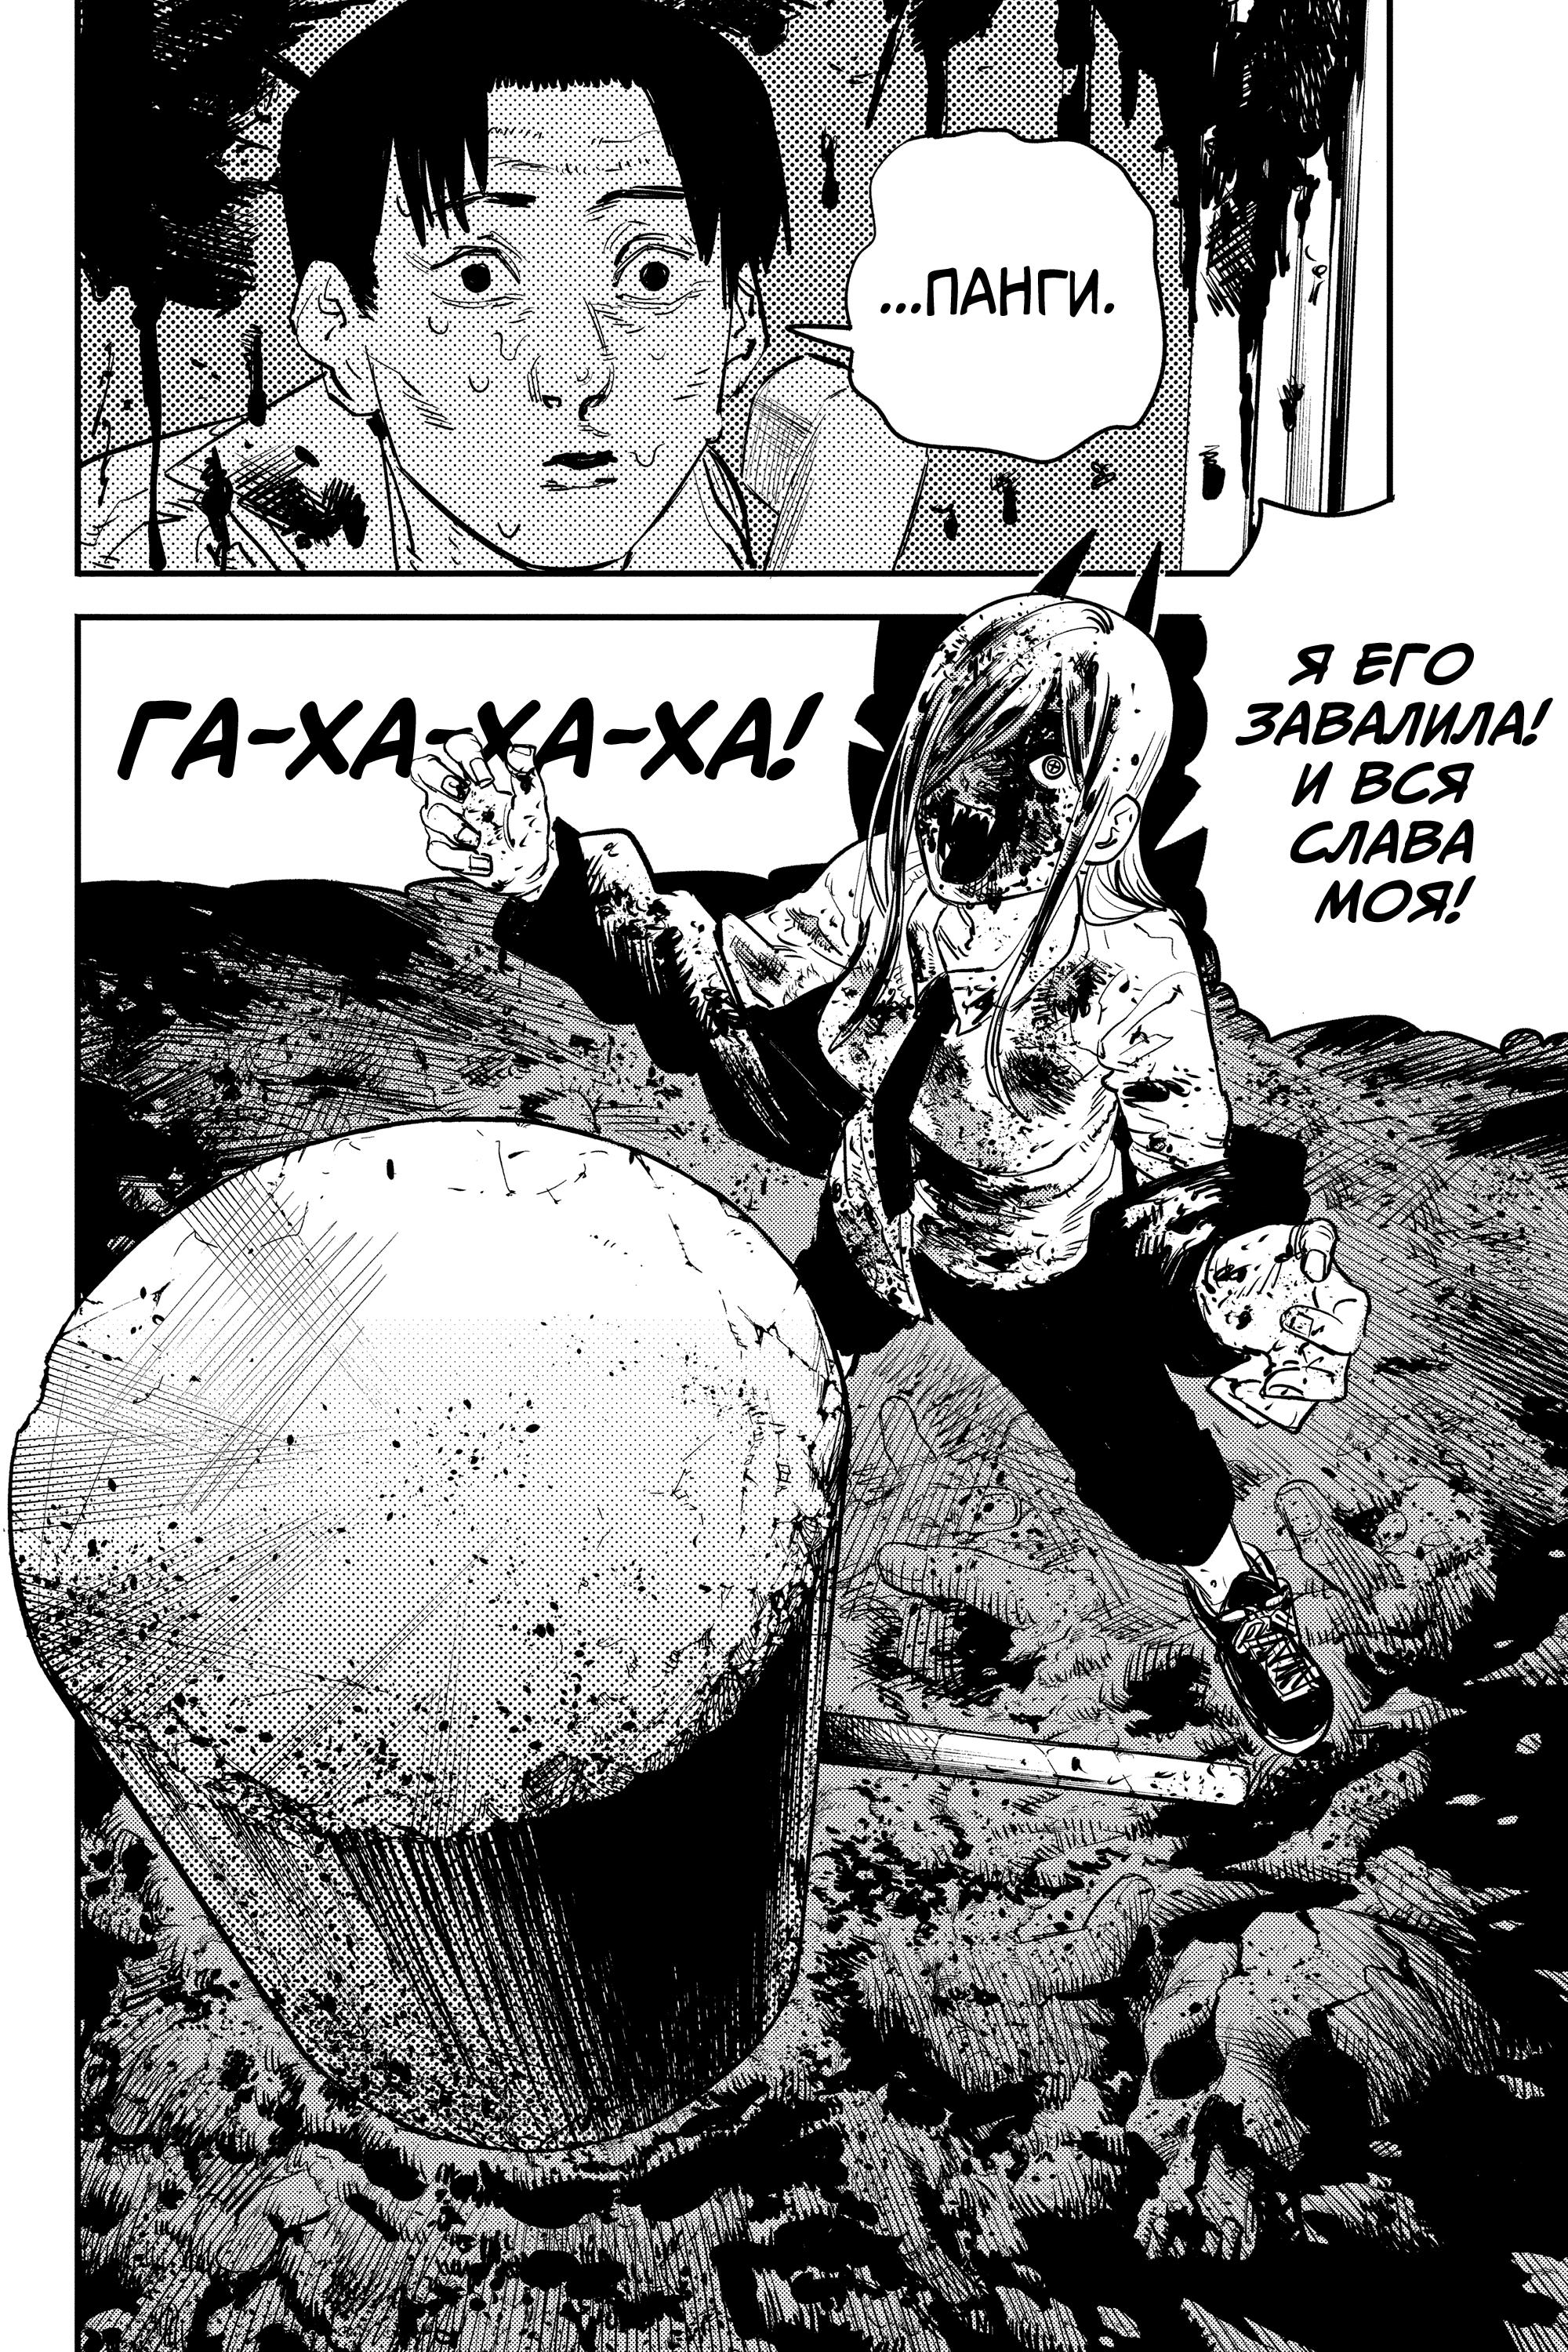 ...ПАНГИ.
Я ЕГО
ЗАВАЛИЛА!
И ВСЯ
СЛАВА
МОЯ!
ГА-ХА-ХА-ХА!